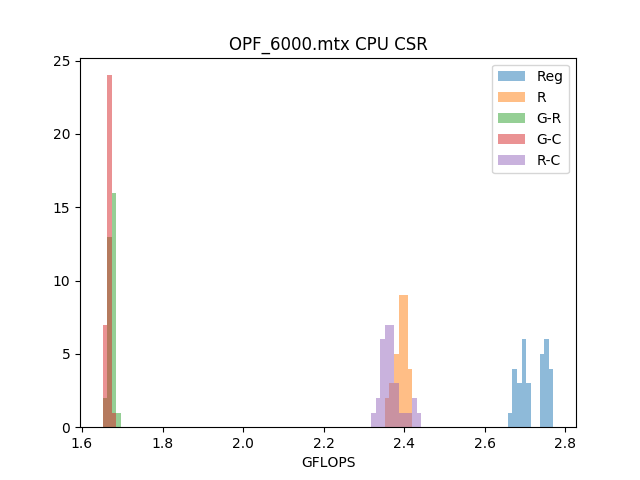 OPF_6000.mtx CPU CSR
25
20
15
10
5
0
1.6 1.8 2.0 2.2 2.4 2.6 2.8
GFLOPS
Reg
R
G-R
G-C
R-C